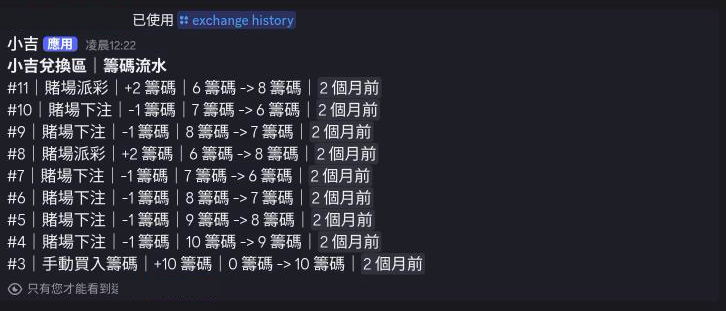 已使用 exchange history
小吉 應用 凌晨12:22
小吉兌換區｜籌碼流水
#11｜賭場派彩｜+2 籌碼｜6 籌碼 -> 8 籌碼｜2 個月前
#10｜賭場下注｜-1 籌碼｜7 籌碼 -> 6 籌碼｜2 個月前
#9｜賭場下注｜-1 籌碼｜8 籌碼 -> 7 籌碼｜2 個月前
#8｜賭場派彩｜+2 籌碼｜6 籌碼 -> 8 籌碼｜2 個月前
#7｜賭場下注｜-1 籌碼｜7 籌碼 -> 6 籌碼｜2 個月前
#6｜賭場下注｜-1 籌碼｜8 籌碼 -> 7 籌碼｜2 個月前
#5｜賭場下注｜-1 籌碼｜9 籌碼 -> 8 籌碼｜2 個月前
#4｜賭場下注｜-1 籌碼｜10 籌碼 -> 9 籌碼｜2 個月前
#3｜手動買入籌碼｜+10 籌碼｜0 籌碼 -> 10 籌碼｜2 個月前
只有您才能看到